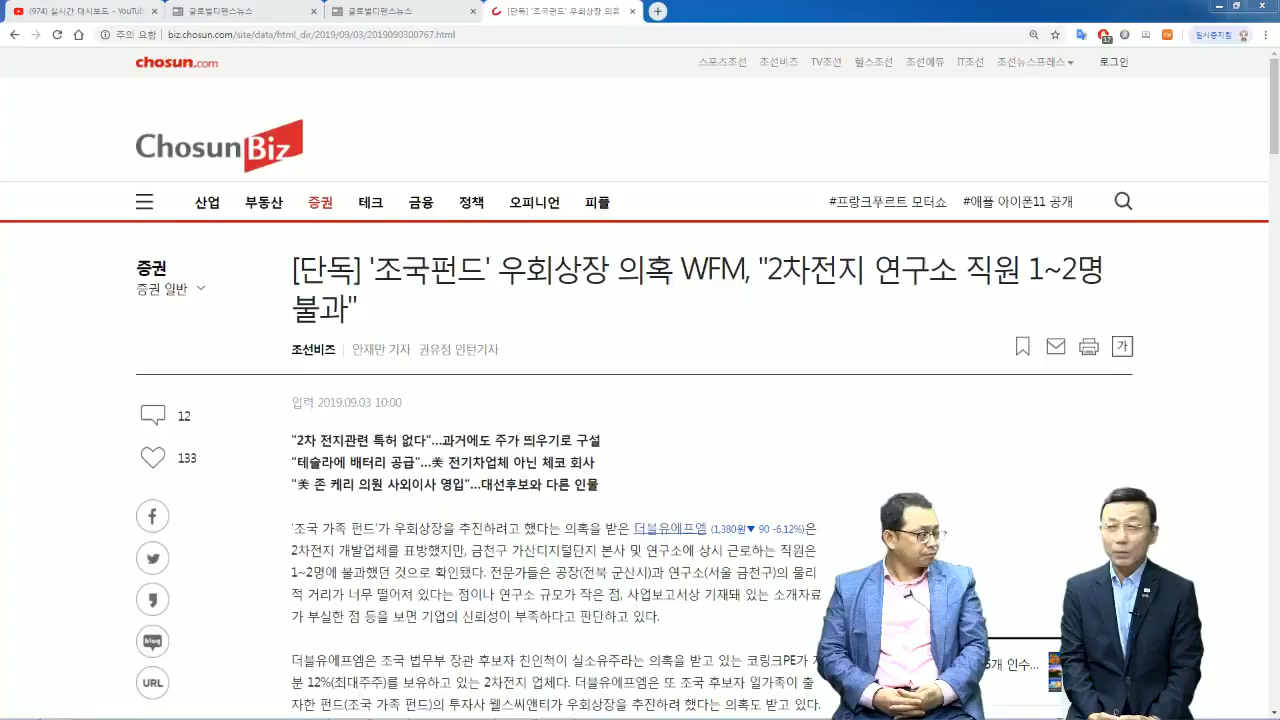 (974) 실시간 대시보드 - YouTub
글로벌디펜스뉴스
글로벌디펜스뉴스
[단독] '조국펀드' 우회상장 의혹
주의 요함
biz.chosun.com/site/data/html_dir/2019/09/03/2019090300767.html
17
일시중지됨
chosun.com
스포츠조선 조선비즈 TV조선 헬스조선 조선에듀 IT조선 조선뉴스프레스 로그인
ChosunBiz
산업 부동산 증권 테크 금융 정책 오피니언 피플
#프랑크푸르트 모터쇼 #애플 아이폰11 공개
증권
증권 일반
[단독] '조국펀드' 우회상장 의혹 WFM, "2차전지 연구소 직원 1~2명
불과"
조선비즈 안재만 기자 권유정 인턴기자
가
입력 2019.09.03 10:00
12
133
"2차 전지관련 특허 없다"...과거에도 주가 띄우기로 구설
"테슬라에 배터리 공급"...美 전기차업체 아닌 체코 회사
"美 존 케리 의원 사외이사 영입"...대선후보와 다른 인물
'조국 가족 펀드'가 우회상장을 추진하려고 했다는 의혹을 받은 더블유에프엠 (1,380원▼ 90 -6.12%)은
2차전지 개발업체를 표방했지만, 금천구 가산디지털단지 본사 및 연구소에 상시 근로하는 직원은
1~2명에 불과했던 것으로 확인됐다. 전문가들은 공장(전북 군산시)과 연구소(서울 금천구)의 물리
적 거리가 너무 떨어져 있다는 점이나 연구소 규모가 작은 점, 사업보고서상 기재돼 있는 소개자료
가 부실한 점 등을 보면 기업의 신뢰성이 부족하다고 판단하고 있다.
더블유에프엠은 조국 법무부 장관 후보자 친인척이 실소유주라는 의혹을 받고 있는 코링크PE가
분 12%(최대주주)를 보유하고 있는 2차전지 업체다. 더블유에프엠은 또 조국 후보자 일가족이 출
자한 펀드(조국 가족 펀드)의 투자사 웰스씨앤티가 우회상장을 추진하려 했다는 의혹도 받고 있다.
blog
URL
인수...